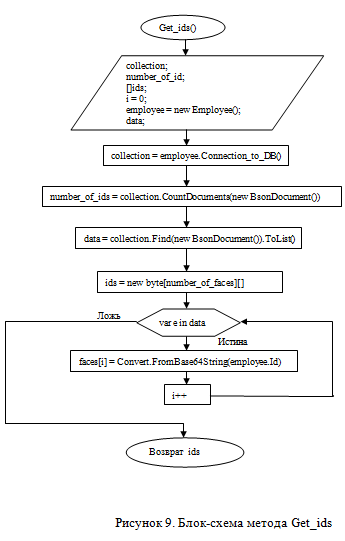 Get_ids()
collection;
number_of_id;
[]ids;
i = 0;
employee = new Employee();
data;
collection = employee.Connection_to_DB()
number_of_ids = collection.CountDocuments(new BsonDocument())
data = collection.Find(new BsonDocument()).ToList()
ids = new byte[number_of_faces][]
Ложь
var e in data
Истина
faces[i] = Convert.FromBase64String(employee.Id)
i++
Возврат ids
Рисунок 9. Блок-схема метода Get_ids